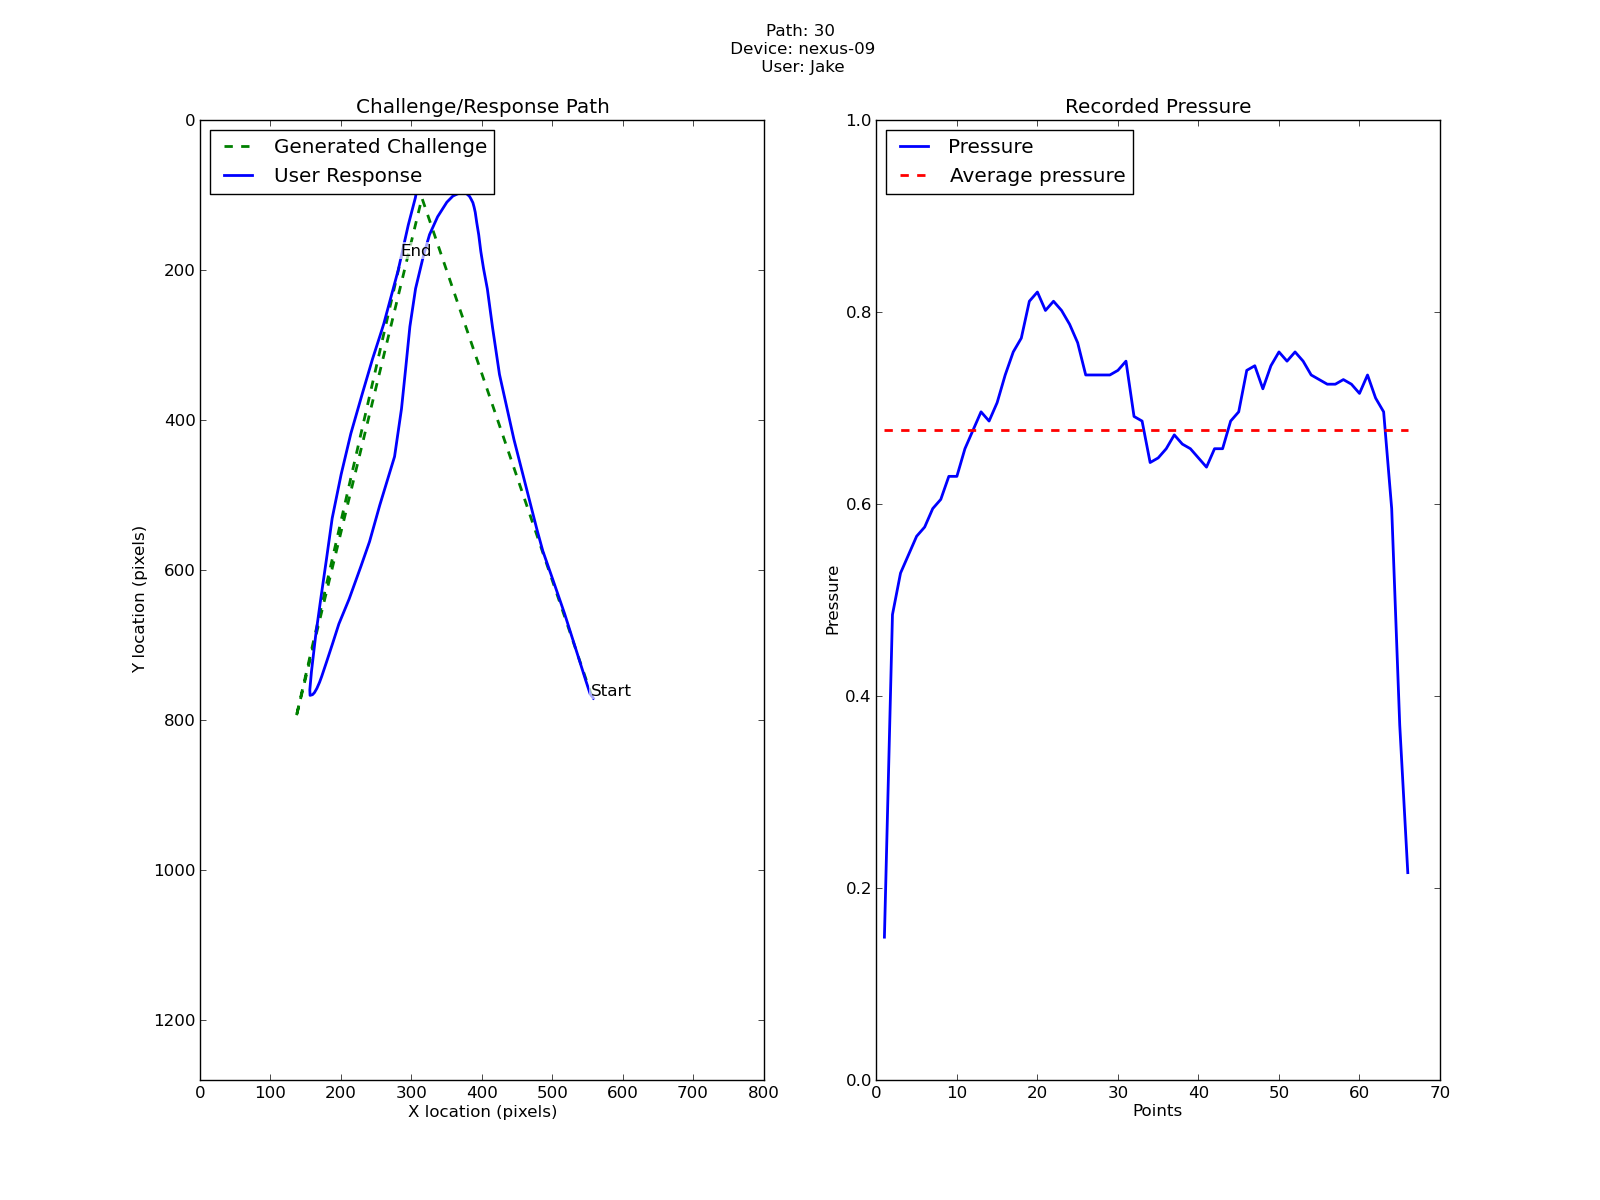 Path: 30
Device: nexus-09
User: Jake
Challenge/Response Path
Generated Challenge
User Response
End
Start
0
200
400
600
800
1000
1200
Y location (pixels)
0 100 200 300 400 500 600 700 800
X location (pixels)
Recorded Pressure
Pressure
Average pressure
1.0
0.8
0.6
0.4
0.2
0.0
Pressure
0 10 20 30 40 50 60 70
Points